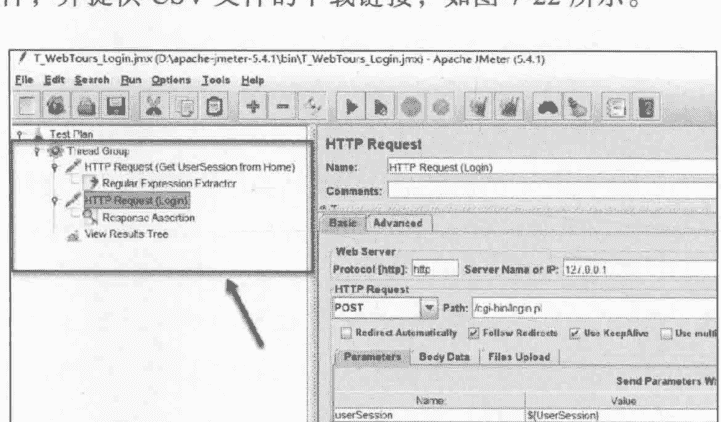 件，并提供 CSV 文件的下载链接，如图 7-22 所示。
T_WebTours_Login.jmx (D:\apache-jmeter-5.4.1\bin\T_WebTours_Login.jmx) - Apache JMeter (5.4.1)
File Edit Search Run Options Tools Help
Test Plan
Thread Group
HTTP Request (Get UserSession from Home)
Regular Expression Extractor
HTTP Request (Login)
Response Assertion
View Results Tree
HTTP Request
Name: HTTP Request (Login)
Comments:
Basic Advanced
Web Server
Protocol [http]: http Server Name or IP: 127.0.0.1
HTTP Request
POST Path: /cgi-bin/login.pl
Redirect Automatically Follow Redirects Use KeepAlive Use multi
Parameters Body Data Files Upload
Send Parameters Wi
Name: Value
userSession ${UserSession}